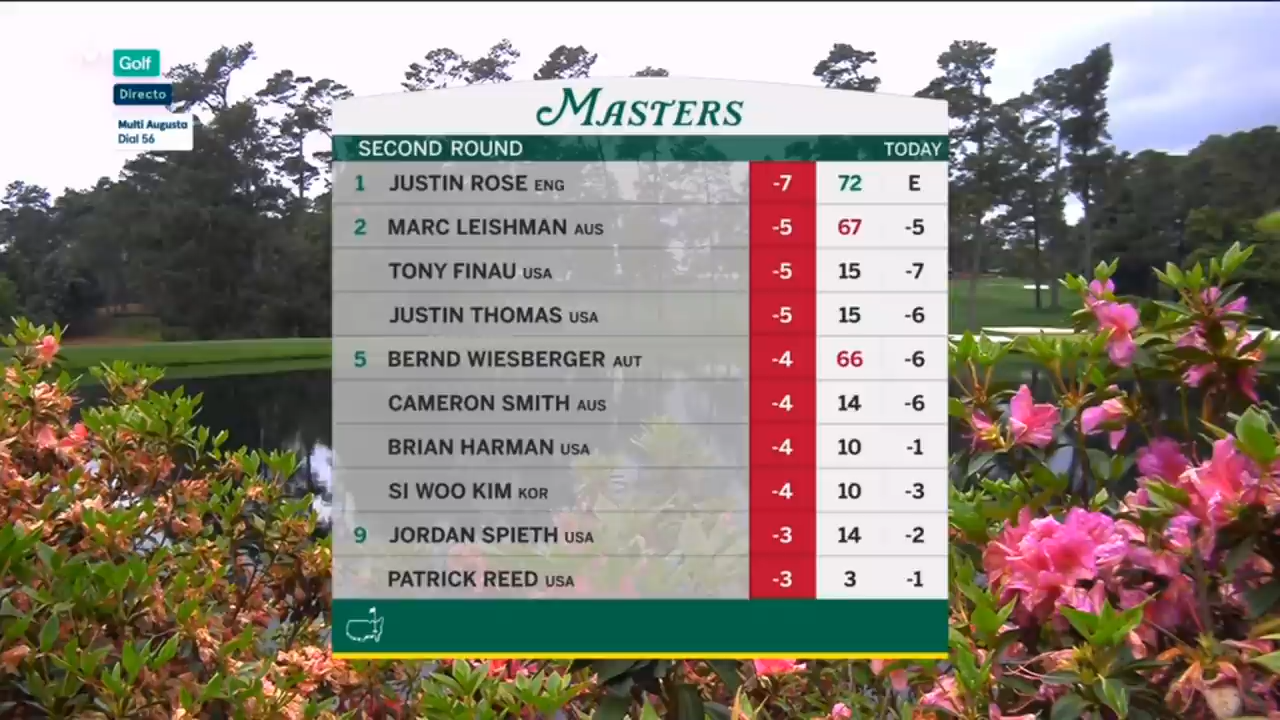 Golf
Directo
Multi Augusta
Dial 56
MASTERS
SECOND ROUND TODAY
1 JUSTIN ROSE ENG -7 72 E
2 MARC LEISHMAN AUS -5 67 -5
TONY FINAU USA -5 15 -7
JUSTIN THOMAS USA -5 15 -6
5 BERND WIESBERGER AUT -4 66 -6
CAMERON SMITH AUS -4 14 -6
BRIAN HARMAN USA -4 10 -1
SI WOO KIM KOR -4 10 -3
9 JORDAN SPIETH USA -3 14 -2
PATRICK REED USA -3 3 -1